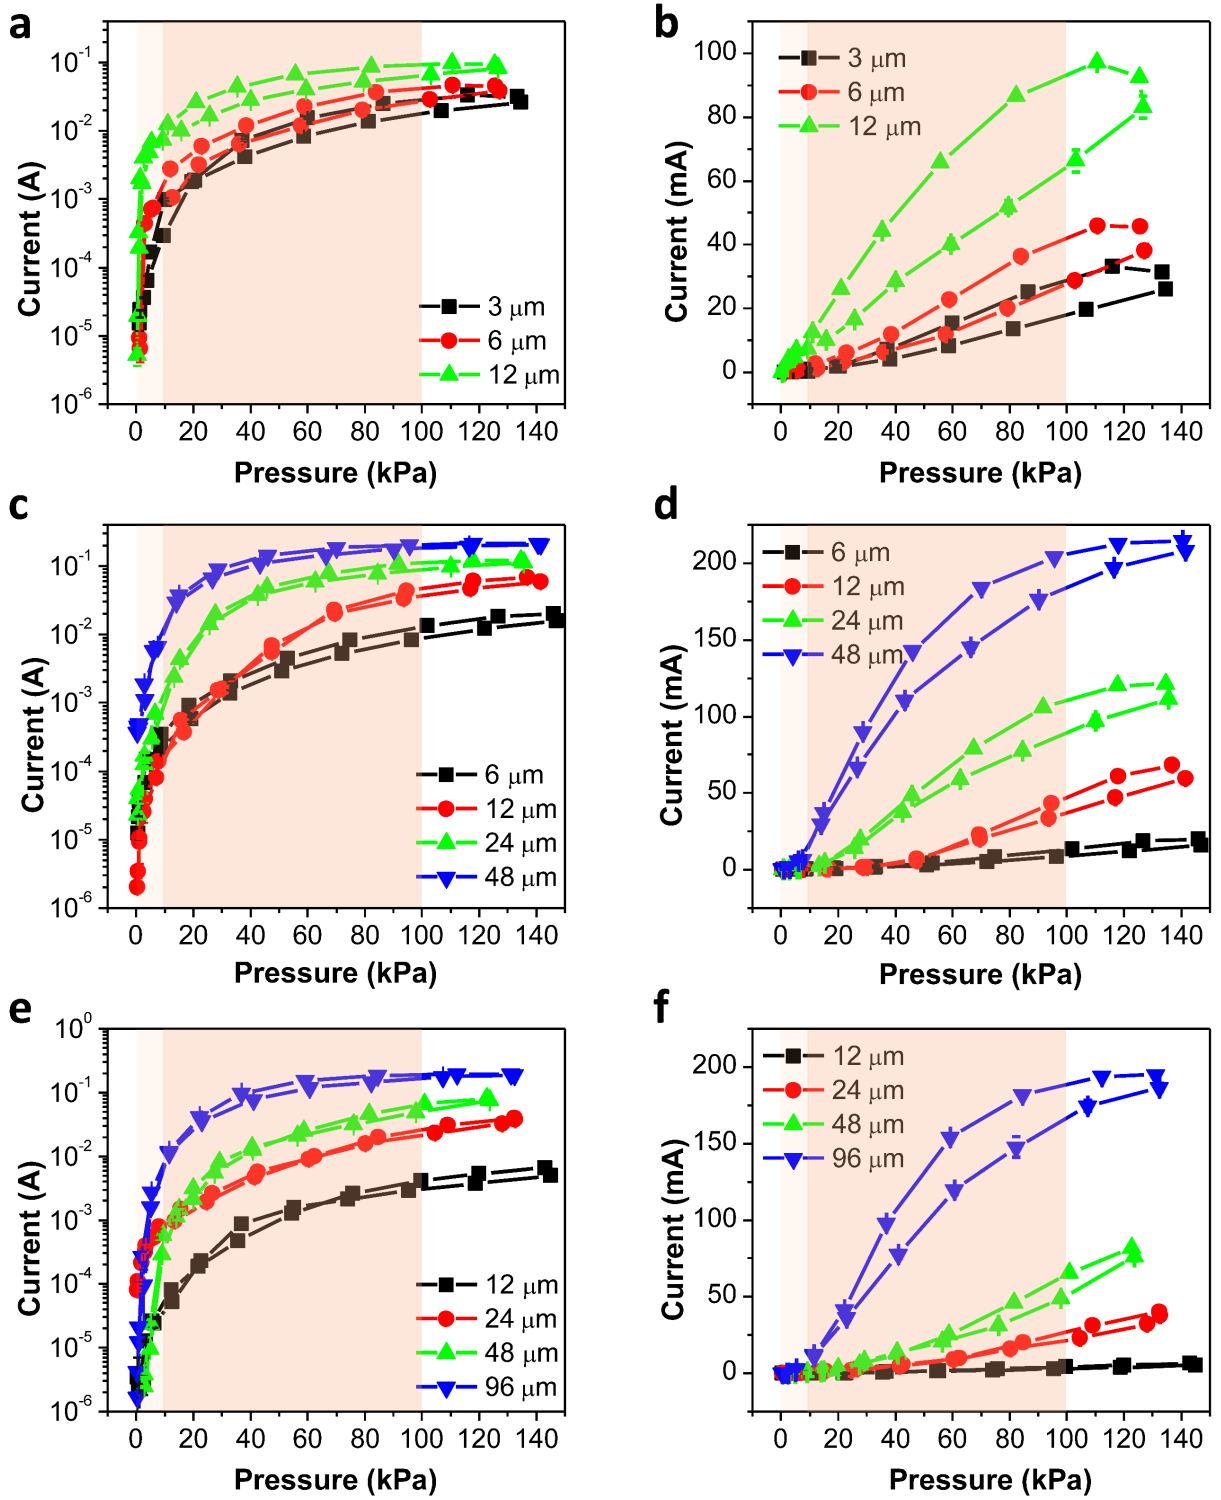 a
Current (A)
10⁻¹
10⁻²
10⁻³
10⁻⁴
10⁻⁵
10⁻⁶
3 μm
6 μm
12 μm
0 20 40 60 80 100 120 140
Pressure (kPa)
b
Current (mA)
100
80
60
40
20
0
3 μm
6 μm
12 μm
0 20 40 60 80 100 120 140
Pressure (kPa)
c
Current (A)
10⁻¹
10⁻²
10⁻³
10⁻⁴
10⁻⁵
10⁻⁶
6 μm
12 μm
24 μm
48 μm
0 20 40 60 80 100 120 140
Pressure (kPa)
d
Current (mA)
200
150
100
50
0
6 μm
12 μm
24 μm
48 μm
0 20 40 60 80 100 120 140
Pressure (kPa)
e
Current (A)
10⁰
10⁻¹
10⁻²
10⁻³
10⁻⁴
10⁻⁵
10⁻⁶
12 μm
24 μm
48 μm
96 μm
0 20 40 60 80 100 120 140
Pressure (kPa)
f
Current (mA)
200
150
100
50
0
12 μm
24 μm
48 μm
96 μm
0 20 40 60 80 100 120 140
Pressure (kPa)